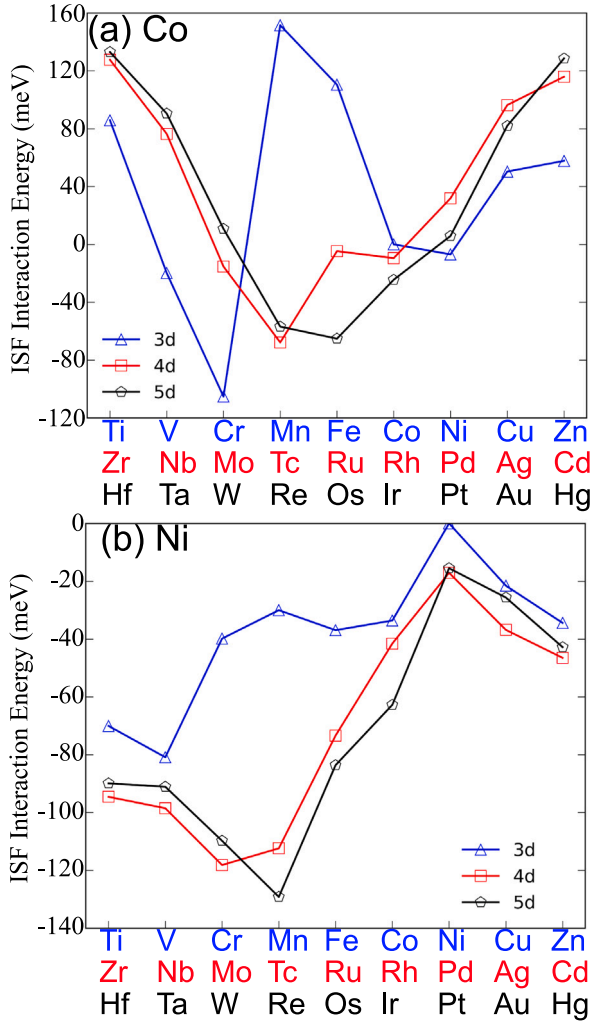 (a) Co
ISF Interaction Energy (meV)
160
120
80
40
0
-40
-80
-120
3d
4d
5d
Ti V Cr Mn Fe Co Ni Cu Zn
Zr Nb Mo Tc Ru Rh Pd Ag Cd
Hf Ta W Re Os Ir Pt Au Hg
(b) Ni
ISF Interaction Energy (meV)
0
-20
-40
-60
-80
-100
-120
-140
3d
4d
5d
Ti V Cr Mn Fe Co Ni Cu Zn
Zr Nb Mo Tc Ru Rh Pd Ag Cd
Hf Ta W Re Os Ir Pt Au Hg